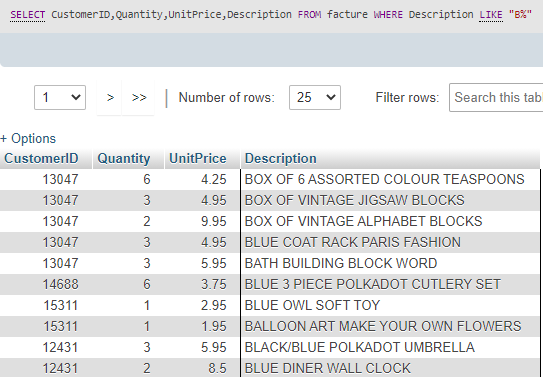 SELECT CustomerID,Quantity,UnitPrice,Description FROM facture WHERE Description LIKE "B%"
1 > >> Number of rows: 25 Filter rows: Search this tabl
+ Options
CustomerID Quantity UnitPrice Description
13047 6 4.25 BOX OF 6 ASSORTED COLOUR TEASPOONS
13047 3 4.95 BOX OF VINTAGE JIGSAW BLOCKS
13047 2 9.95 BOX OF VINTAGE ALPHABET BLOCKS
13047 3 4.95 BLUE COAT RACK PARIS FASHION
13047 3 5.95 BATH BUILDING BLOCK WORD
14688 6 3.75 BLUE 3 PIECE POLKADOT CUTLERY SET
15311 1 2.95 BLUE OWL SOFT TOY
15311 1 1.95 BALLOON ART MAKE YOUR OWN FLOWERS
12431 3 5.95 BLACK/BLUE POLKADOT UMBRELLA
12431 2 8.5 BLUE DINER WALL CLOCK